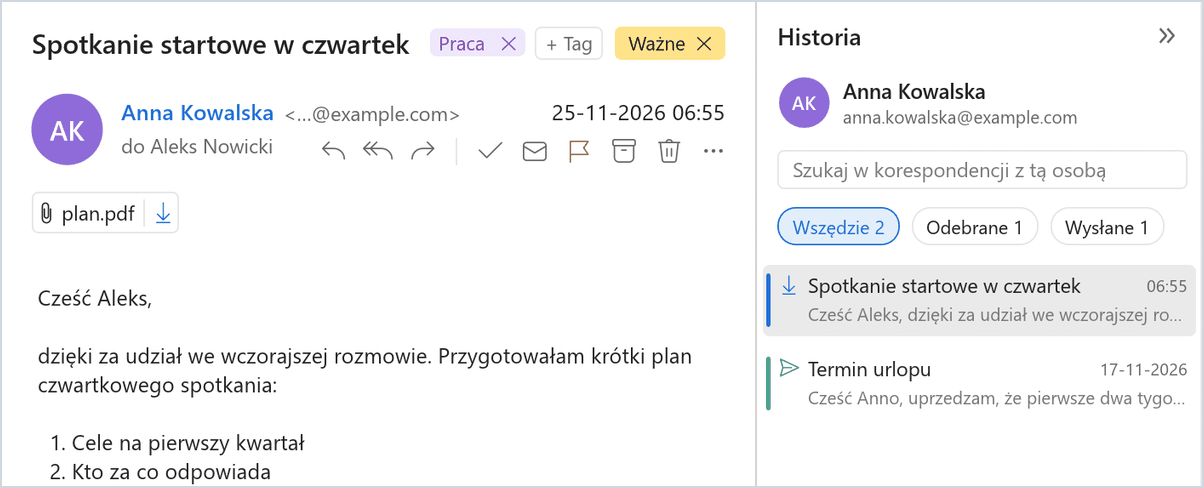 Spotkanie startowe w czwartek
Praca
+ Tag
Ważne
AK
Anna Kowalska <...@example.com>
25-11-2026 06:55
do Aleks Nowicki
plan.pdf
Cześć Aleks,
dzięki za udział we wczorajszej rozmowie. Przygotowałam krótki plan
czwartkowego spotkania:
1. Cele na pierwszy kwartał
2. Kto za co odpowiada
Historia
AK
Anna Kowalska
anna.kowalska@example.com
Szukaj w korespondencji z tą osobą
Wszędzie 2
Odebrane 1
Wysłane 1
Spotkanie startowe w czwartek
06:55
Cześć Aleks, dzięki za udział we wczorajszej ro...
Termin urlopu
17-11-2026
Cześć Anno, uprzedzam, że pierwsze dwa tygo...